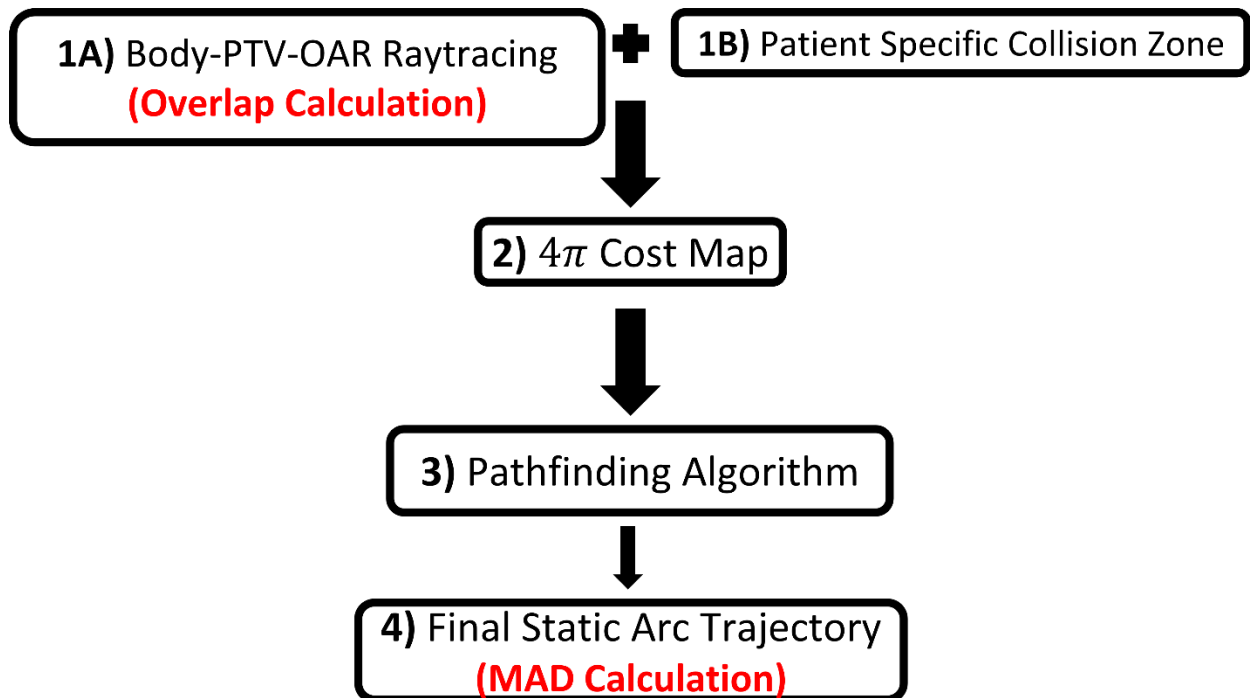 1A) Body-PTV-OAR Raytracing
(Overlap Calculation)
1B) Patient Specific Collision Zone
2) 4π Cost Map
3) Pathfinding Algorithm
4) Final Static Arc Trajectory
(MAD Calculation)